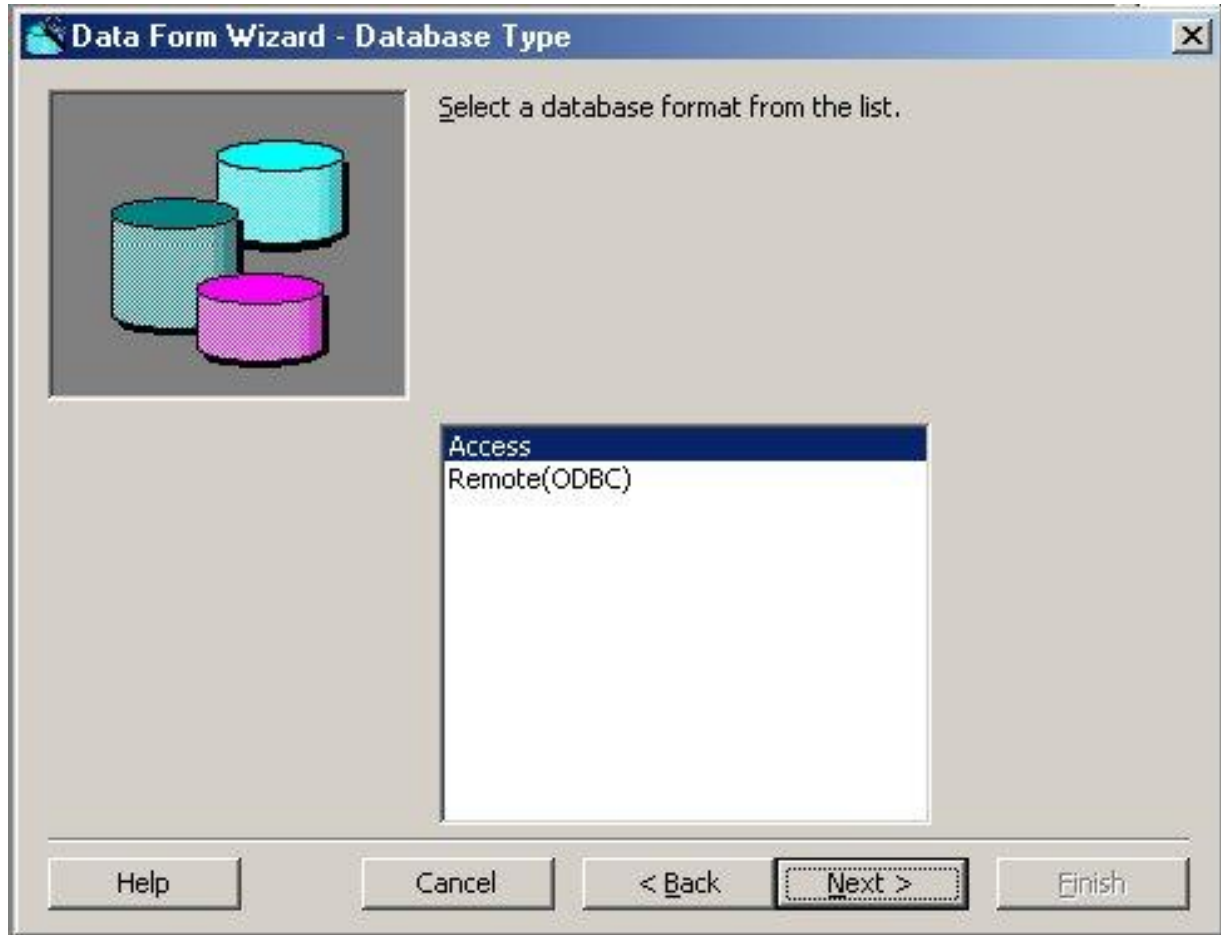 Data Form Wizard - Database Type
Select a database format from the list.
Access
Remote(ODBC)
Help
Cancel
< Back
Next >
Finish